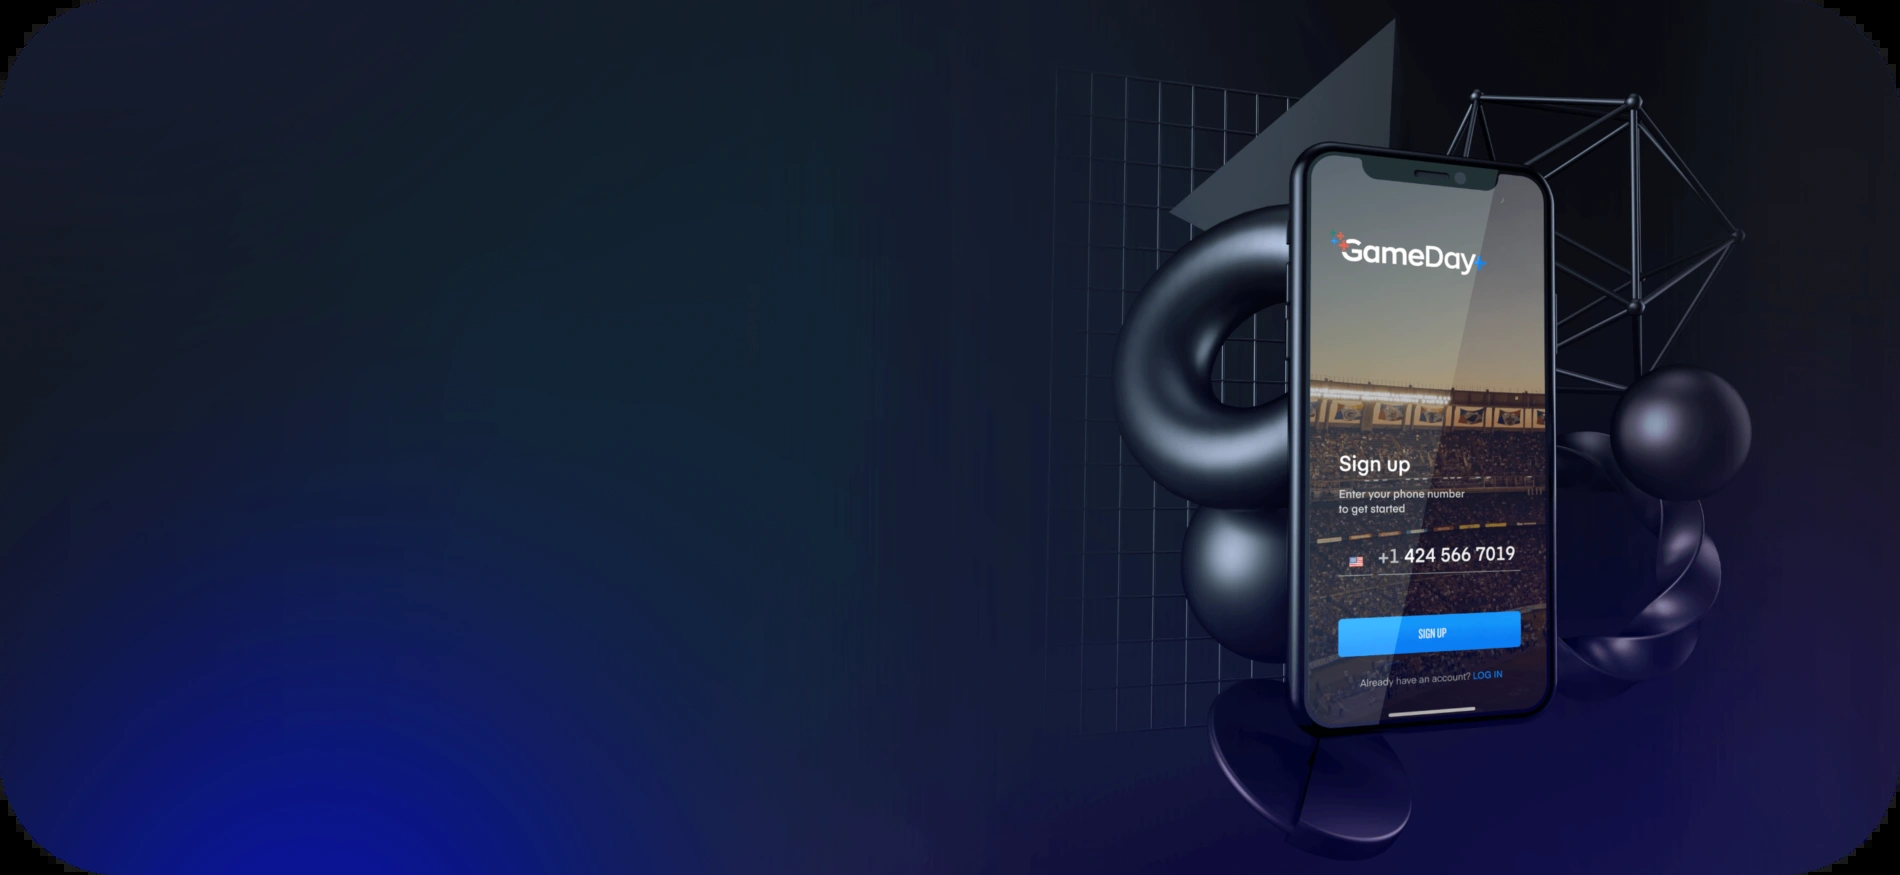 GameDay+
Sign up
Enter your phone number
to get started
+1 424 566 7019
SIGN UP
Already have an account? LOG IN